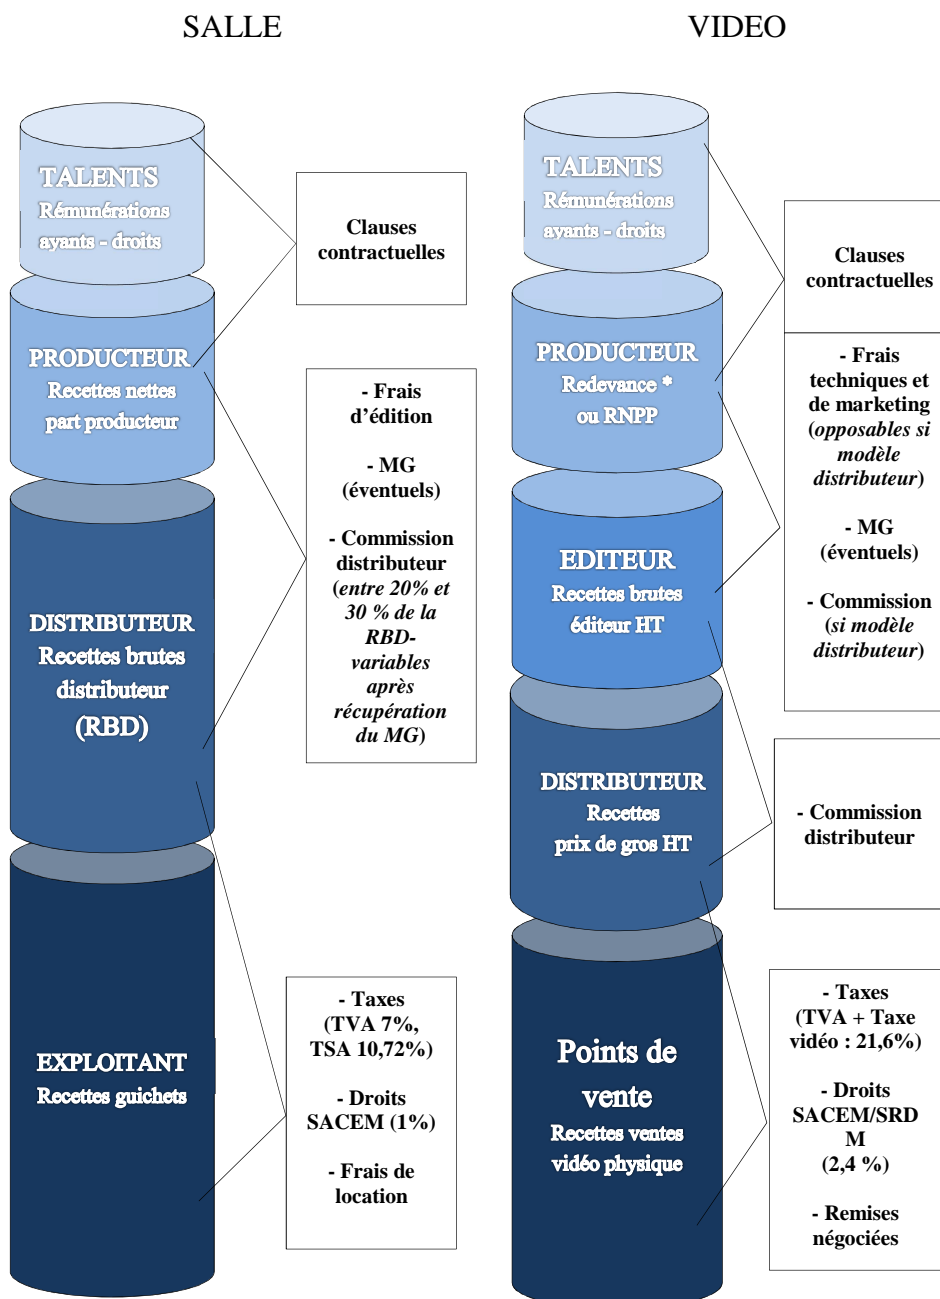 SALLE
TALENTS
Rémunérations
ayants - droits
Clauses
contractuelles
PRODUCTEUR
Recettes nettes
part producteur
- Frais
d’édition
- MG
(éventuels)
- Commission
distributeur
(entre 20% et
30 % de la
RBD-
variables
après
récupération
du MG)
DISTRIBUTEUR
Recettes brutes
distributeur
(RBD)
EXPLOITANT
Recettes guichets
- Taxes
(TVA 7%,
TSA 10,72%)
- Droits
SACEM (1%)
- Frais de
location
VIDEO
TALENTS
Rémunérations
ayants - droits
Clauses
contractuelles
PRODUCTEUR
Redevance *
ou RNPP
- Frais
techniques et
de marketing
(opposables si
modèle
distributeur)
- MG
(éventuels)
- Commission
(si modèle
distributeur)
EDITEUR
Recettes brutes
éditeur HT
DISTRIBUTEUR
Recettes
prix de gros HT
- Commission
distributeur
Points de
vente
Recettes ventes
vidéo physique
- Taxes
(TVA + Taxe
vidéo : 21,6%)
- Droits
SACEM/SRD
M
(2,4 %)
- Remises
négociées